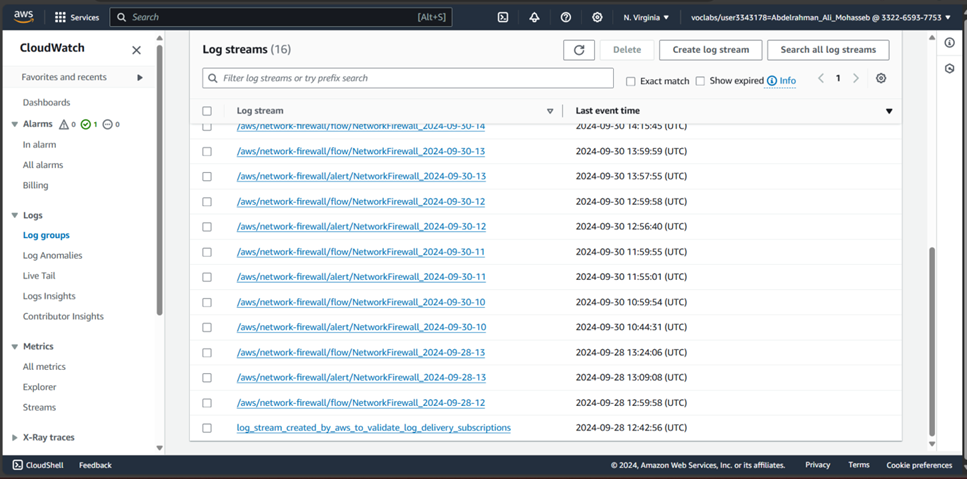 aws Services Search [Alt+S] N. Virginia voclabs/user3343178=Abdelrahman_Ali_Mohasseb @ 3322-6593-7753
CloudWatch
Favorites and recents
Dashboards
Alarms 0 1 0
In alarm
All alarms
Billing
Logs
Log groups
Log Anomalies
Live Tail
Logs Insights
Contributor Insights
Metrics
All metrics
Explorer
Streams
X-Ray traces
Log streams (16)
Delete Create log stream Search all log streams
Filter log streams or try prefix search Exact match Show expired Info 1
Log stream Last event time
/aws/network-firewall/flow/NetworkFirewall_2024-09-30-14 2024-09-30 14:15:45 (UTC)
/aws/network-firewall/flow/NetworkFirewall_2024-09-30-13 2024-09-30 13:59:59 (UTC)
/aws/network-firewall/alert/NetworkFirewall_2024-09-30-13 2024-09-30 13:57:55 (UTC)
/aws/network-firewall/flow/NetworkFirewall_2024-09-30-12 2024-09-30 12:59:58 (UTC)
/aws/network-firewall/alert/NetworkFirewall_2024-09-30-12 2024-09-30 12:56:40 (UTC)
/aws/network-firewall/flow/NetworkFirewall_2024-09-30-11 2024-09-30 11:59:55 (UTC)
/aws/network-firewall/alert/NetworkFirewall_2024-09-30-11 2024-09-30 11:55:01 (UTC)
/aws/network-firewall/flow/NetworkFirewall_2024-09-30-10 2024-09-30 10:59:54 (UTC)
/aws/network-firewall/alert/NetworkFirewall_2024-09-30-10 2024-09-30 10:44:31 (UTC)
/aws/network-firewall/flow/NetworkFirewall_2024-09-28-13 2024-09-28 13:24:06 (UTC)
/aws/network-firewall/alert/NetworkFirewall_2024-09-28-13 2024-09-28 13:09:08 (UTC)
/aws/network-firewall/flow/NetworkFirewall_2024-09-28-12 2024-09-28 12:59:58 (UTC)
log_stream_created_by_aws_to_validate_log_delivery_subscriptions 2024-09-28 12:42:56 (UTC)
CloudShell Feedback © 2024, Amazon Web Services, Inc. or its affiliates. Privacy Terms Cookie preferences